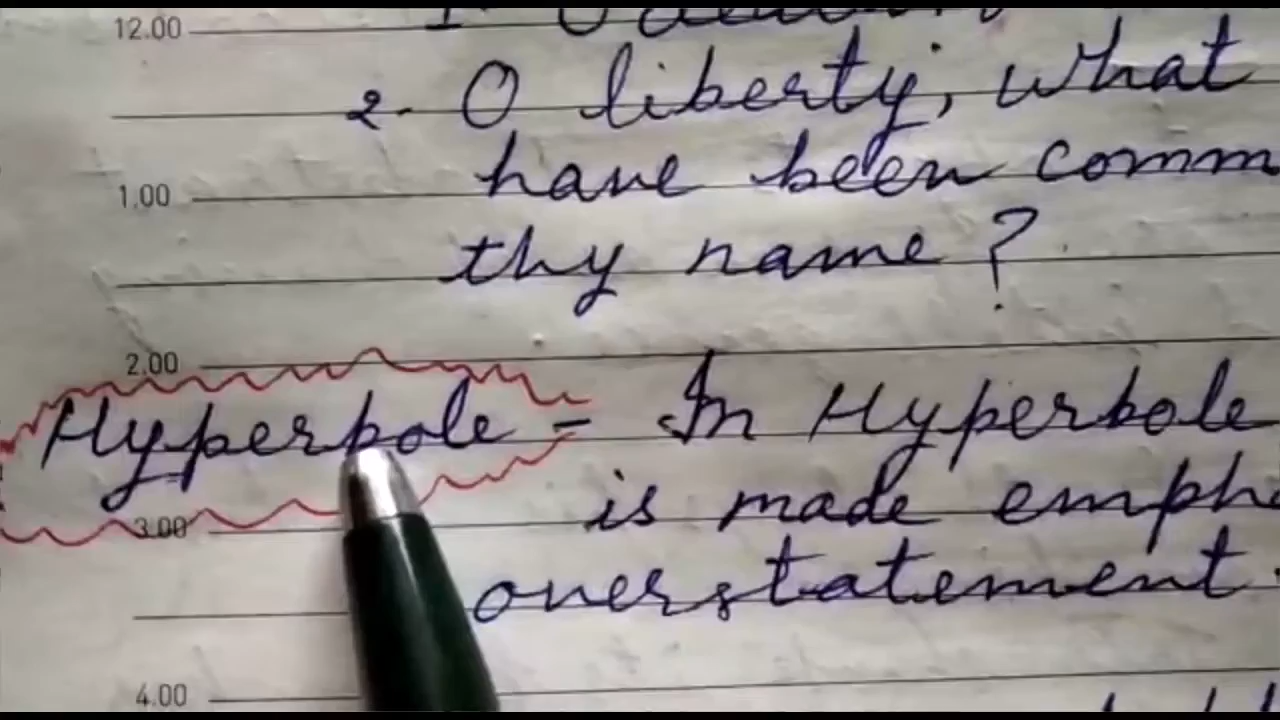 12.00
2. O liberty, what
have been comm
1.00
thy name?
2.00
Hyperbole = In Hyperbole
is made emph
3.00
overstatement.
4.00